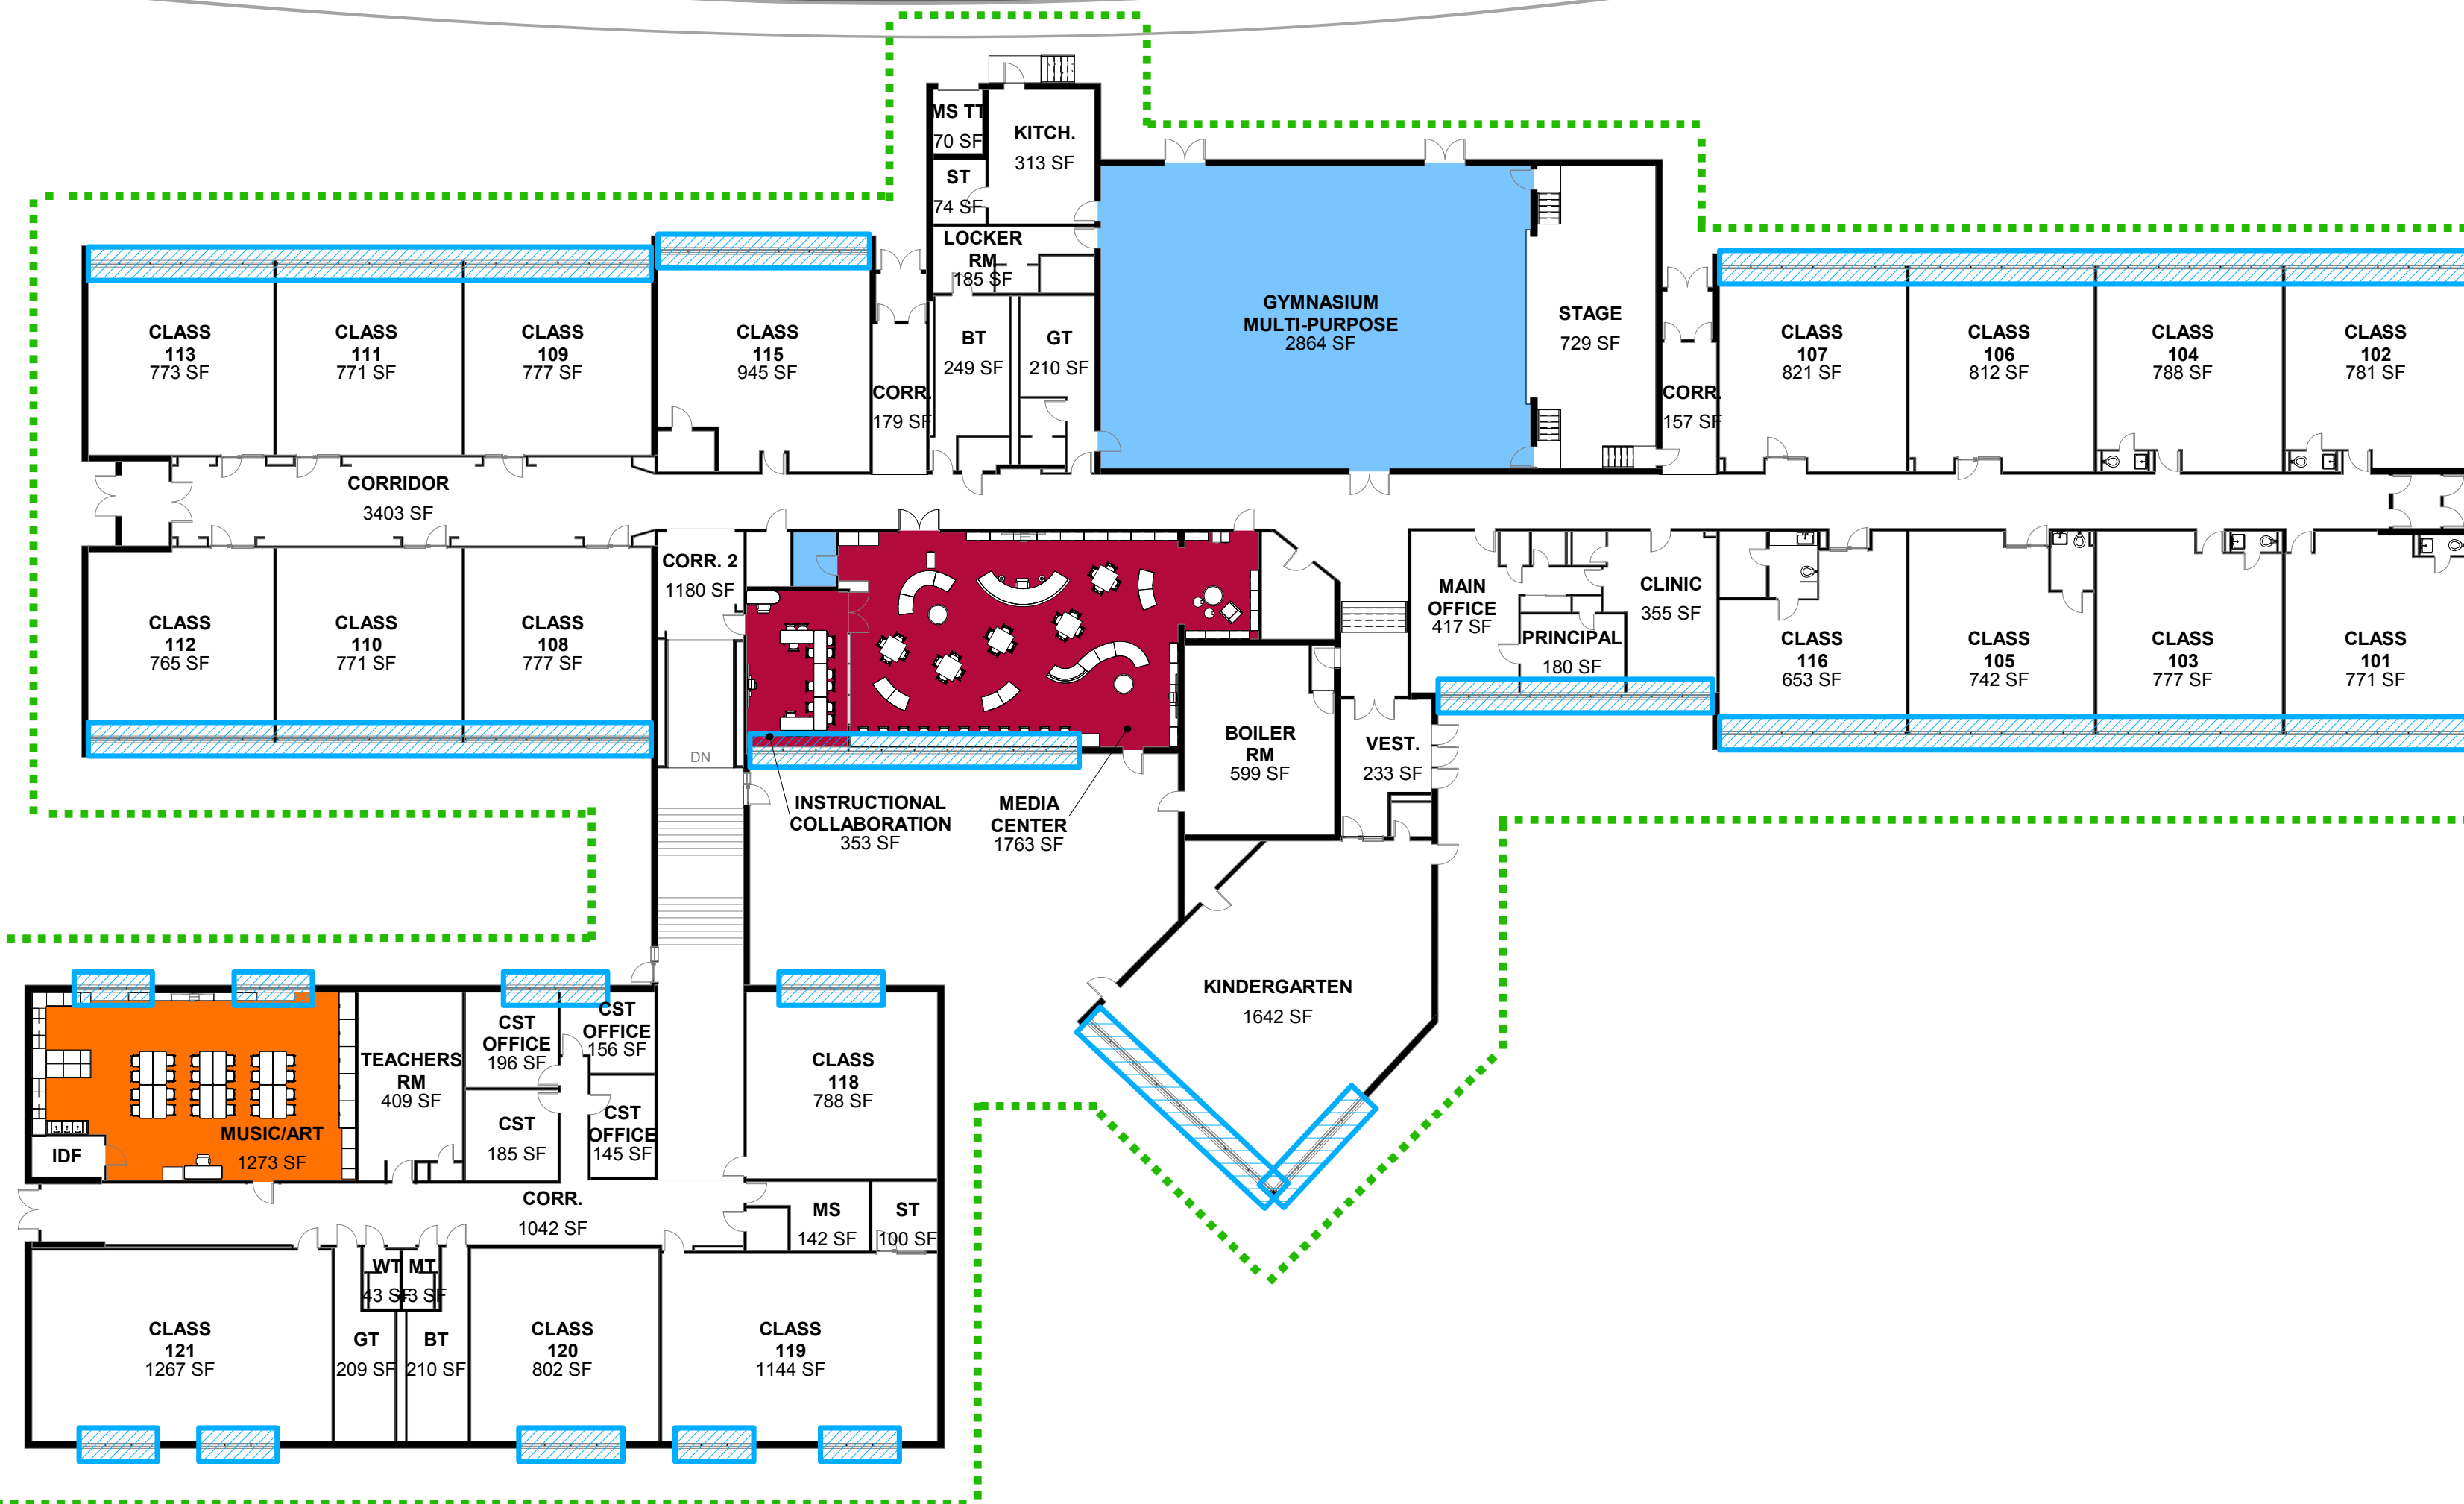 MS TT
70 SF
KITCH.
313 SF
ST
74 SF
LOCKER
RM
185 SF
GYMNASIUM
MULTI-PURPOSE
2864 SF
STAGE
729 SF
CLASS
113
773 SF
CLASS
111
771 SF
CLASS
109
777 SF
CLASS
115
945 SF
CORR.
179 SF
BT
249 SF
GT
210 SF
CORR.
157 SF
CLASS
107
821 SF
CLASS
106
812 SF
CLASS
104
788 SF
CLASS
102
781 SF
CORRIDOR
3403 SF
CORR. 2
1180 SF
MAIN
OFFICE
417 SF
CLINIC
355 SF
PRINCIPAL
180 SF
CLASS
112
765 SF
CLASS
110
771 SF
CLASS
108
777 SF
CLASS
116
653 SF
CLASS
105
742 SF
CLASS
103
777 SF
CLASS
101
771 SF
DN
BOILER
RM
599 SF
VEST.
233 SF
INSTRUCTIONAL
COLLABORATION
353 SF
MEDIA
CENTER
1763 SF
KINDERGARTEN
1642 SF
CST
OFFICE
196 SF
CST
OFFICE
156 SF
TEACHERS
RM
409 SF
CLASS
118
788 SF
MUSIC/ART
1273 SF
IDF
CST
185 SF
CST
OFFICE
145 SF
CORR.
1042 SF
MS
142 SF
ST
100 SF
WT
43 SF
MT
43 SF
CLASS
121
1267 SF
GT
209 SF
BT
210 SF
CLASS
120
802 SF
CLASS
119
1144 SF